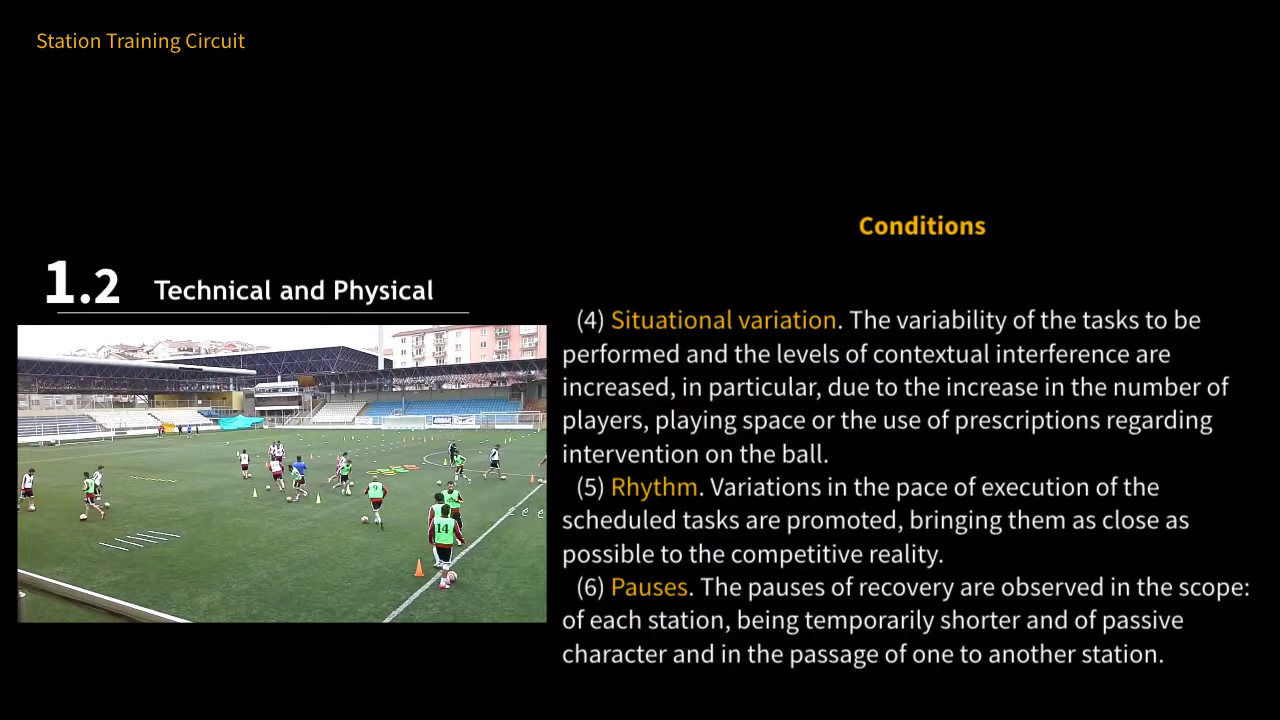 Station Training Circuit
1.2 Technical and Physical
14
9
Conditions
(4) Situational variation. The variability of the tasks to be
performed and the levels of contextual interference are
increased, in particular, due to the increase in the number of
players, playing space or the use of prescriptions regarding
intervention on the ball.
(5) Rhythm. Variations in the pace of execution of the
scheduled tasks are promoted, bringing them as close as
possible to the competitive reality.
(6) Pauses. The pauses of recovery are observed in the scope:
of each station, being temporarily shorter and of passive
character and in the passage of one to another station.